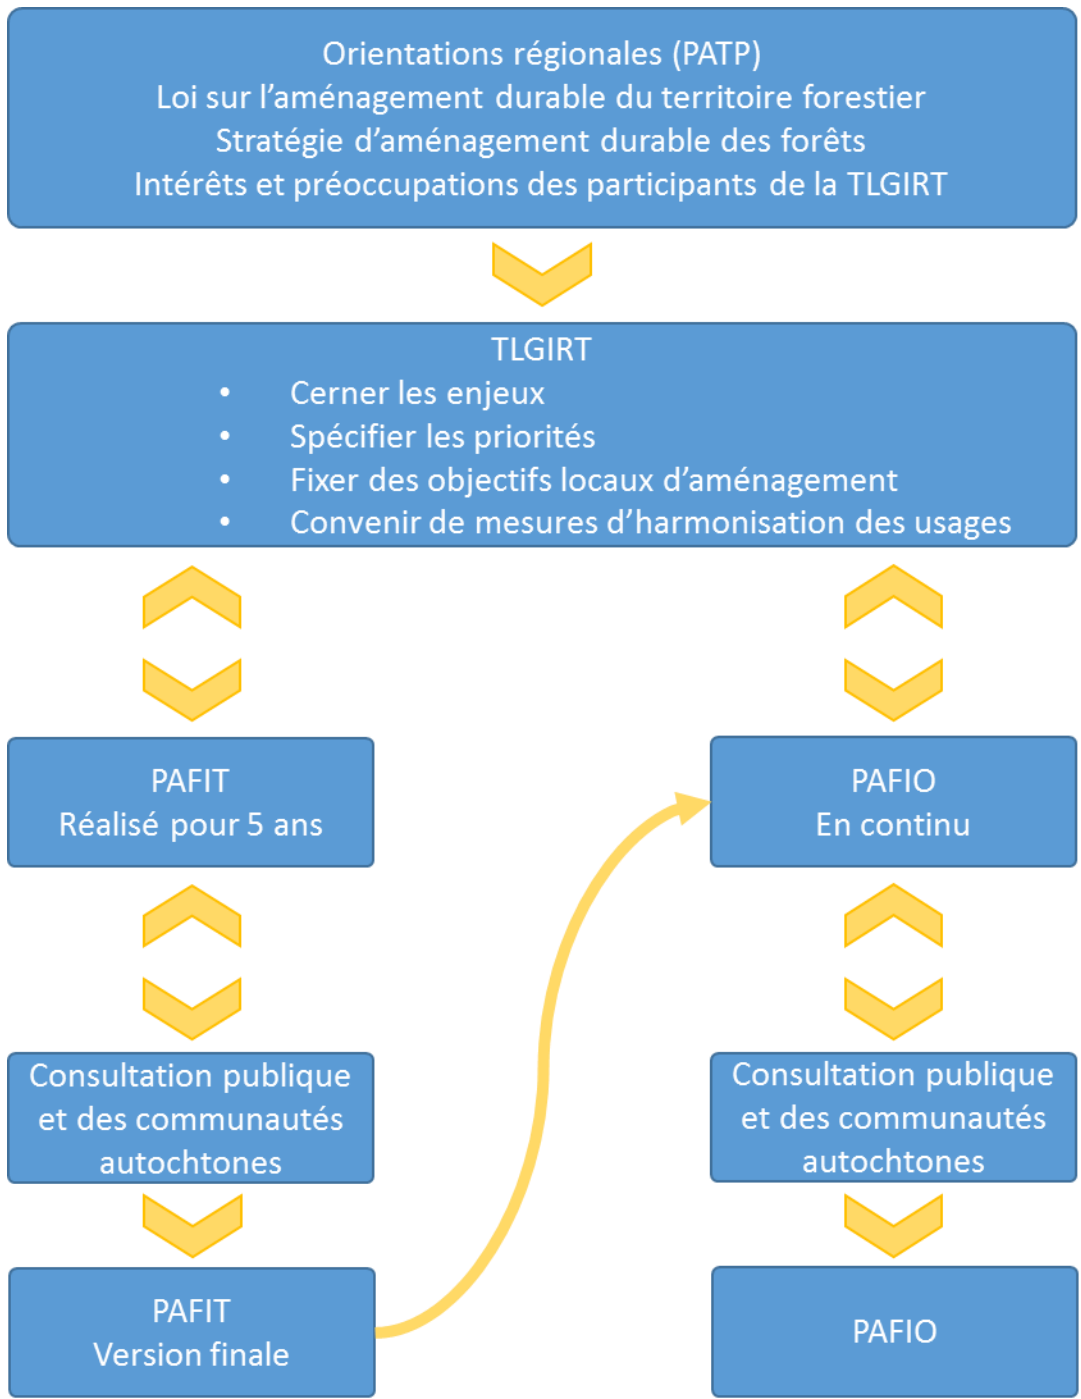 Orientations régionales (PATP)
Loi sur l’aménagement durable du territoire forestier
Stratégie d’aménagement durable des forêts
Intérêts et préoccupations des participants de la TLGIRT
TLGIRT
• Cerner les enjeux
• Spécifier les priorités
• Fixer des objectifs locaux d’aménagement
• Convenir de mesures d’harmonisation des usages
PAFIT
Réalisé pour 5 ans
PAFIO
En continu
Consultation publique
et des communautés
autochtones
Consultation publique
et des communautés
autochtones
PAFIT
Version finale
PAFIO